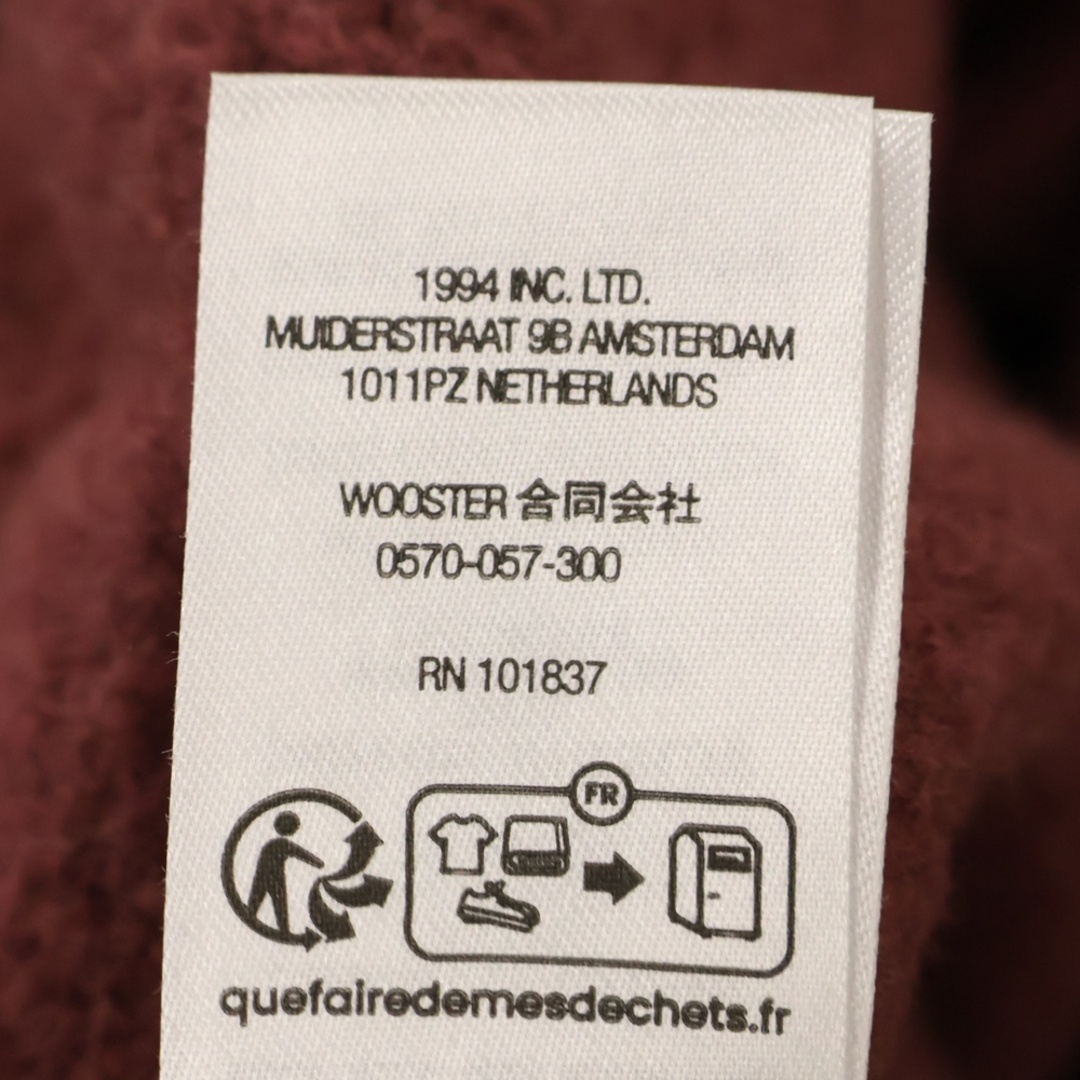 1994 INC. LTD.
MUIDERSTRAAT 9B AMSTERDAM
1011PZ NETHERLANDS
WOOSTER 合同会社
0570-057-300
RN 101837
FR
quefairedemesdechets.fr